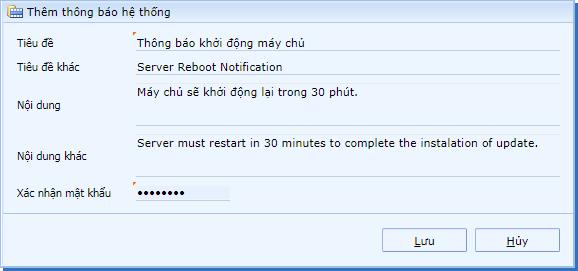 Thêm thông báo hệ thống
Tiêu đề Thông báo khởi động máy chủ
Tiêu đề khác Server Reboot Notification
Nội dung Máy chủ sẽ khởi động lại trong 30 phút.
Nội dung khác Server must restart in 30 minutes to complete the instalation of update.
Xác nhận mật khẩu ••••••••
Lưu Hủy